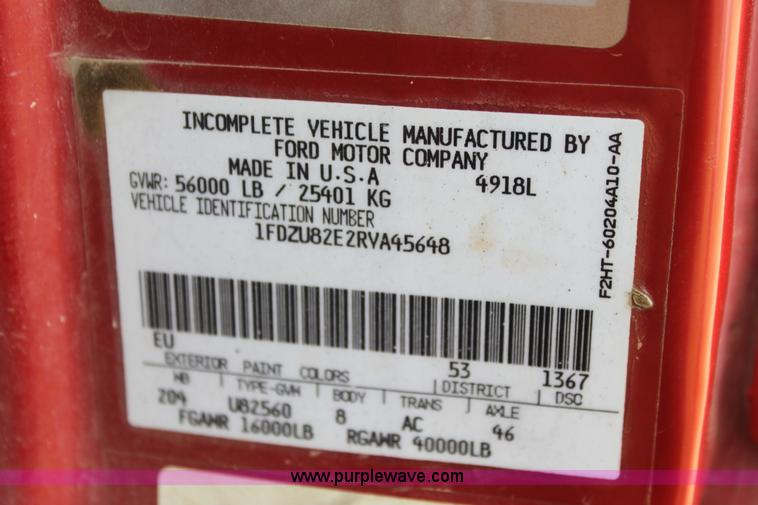 INCOMPLETE VEHICLE MANUFACTURED BY
FORD MOTOR COMPANY
MADE IN U.S.A 4918L
GVWR: 56000 LB / 25401 KG
VEHICLE IDENTIFICATION NUMBER
1FDZU82E2RVA45648
F2HT-60204A10-AA
EU 53 1367
EXTERIOR PAINT COLORS DISTRICT DSO
WB TYPE-GVW BODY TRANS AXLE
204 U82560 8 AC 46
FGAWR 16000LB RGAWR 40000LB
www.purplewave.com